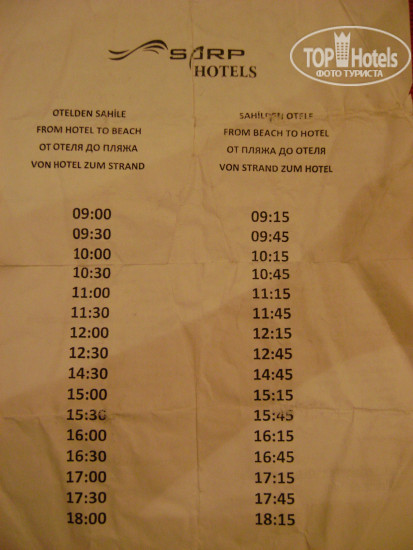 SARP
HOTELS
TOP Hotels
ФОТО ТУРИСТА
OTELDEN SAHİLE
FROM HOTEL TO BEACH
ОТ ОТЕЛЯ ДО ПЛЯЖА
VON HOTEL ZUM STRAND
SAHİLDEN OTELE
FROM BEACH TO HOTEL
ОТ ПЛЯЖА ДО ОТЕЛЯ
VON STRAND ZUM HOTEL
09:00 09:15
09:30 09:45
10:00 10:15
10:30 10:45
11:00 11:15
11:30 11:45
12:00 12:15
12:30 12:45
14:30 14:45
15:00 15:15
15:30 15:45
16:00 16:15
16:30 16:45
17:00 17:15
17:30 17:45
18:00 18:15